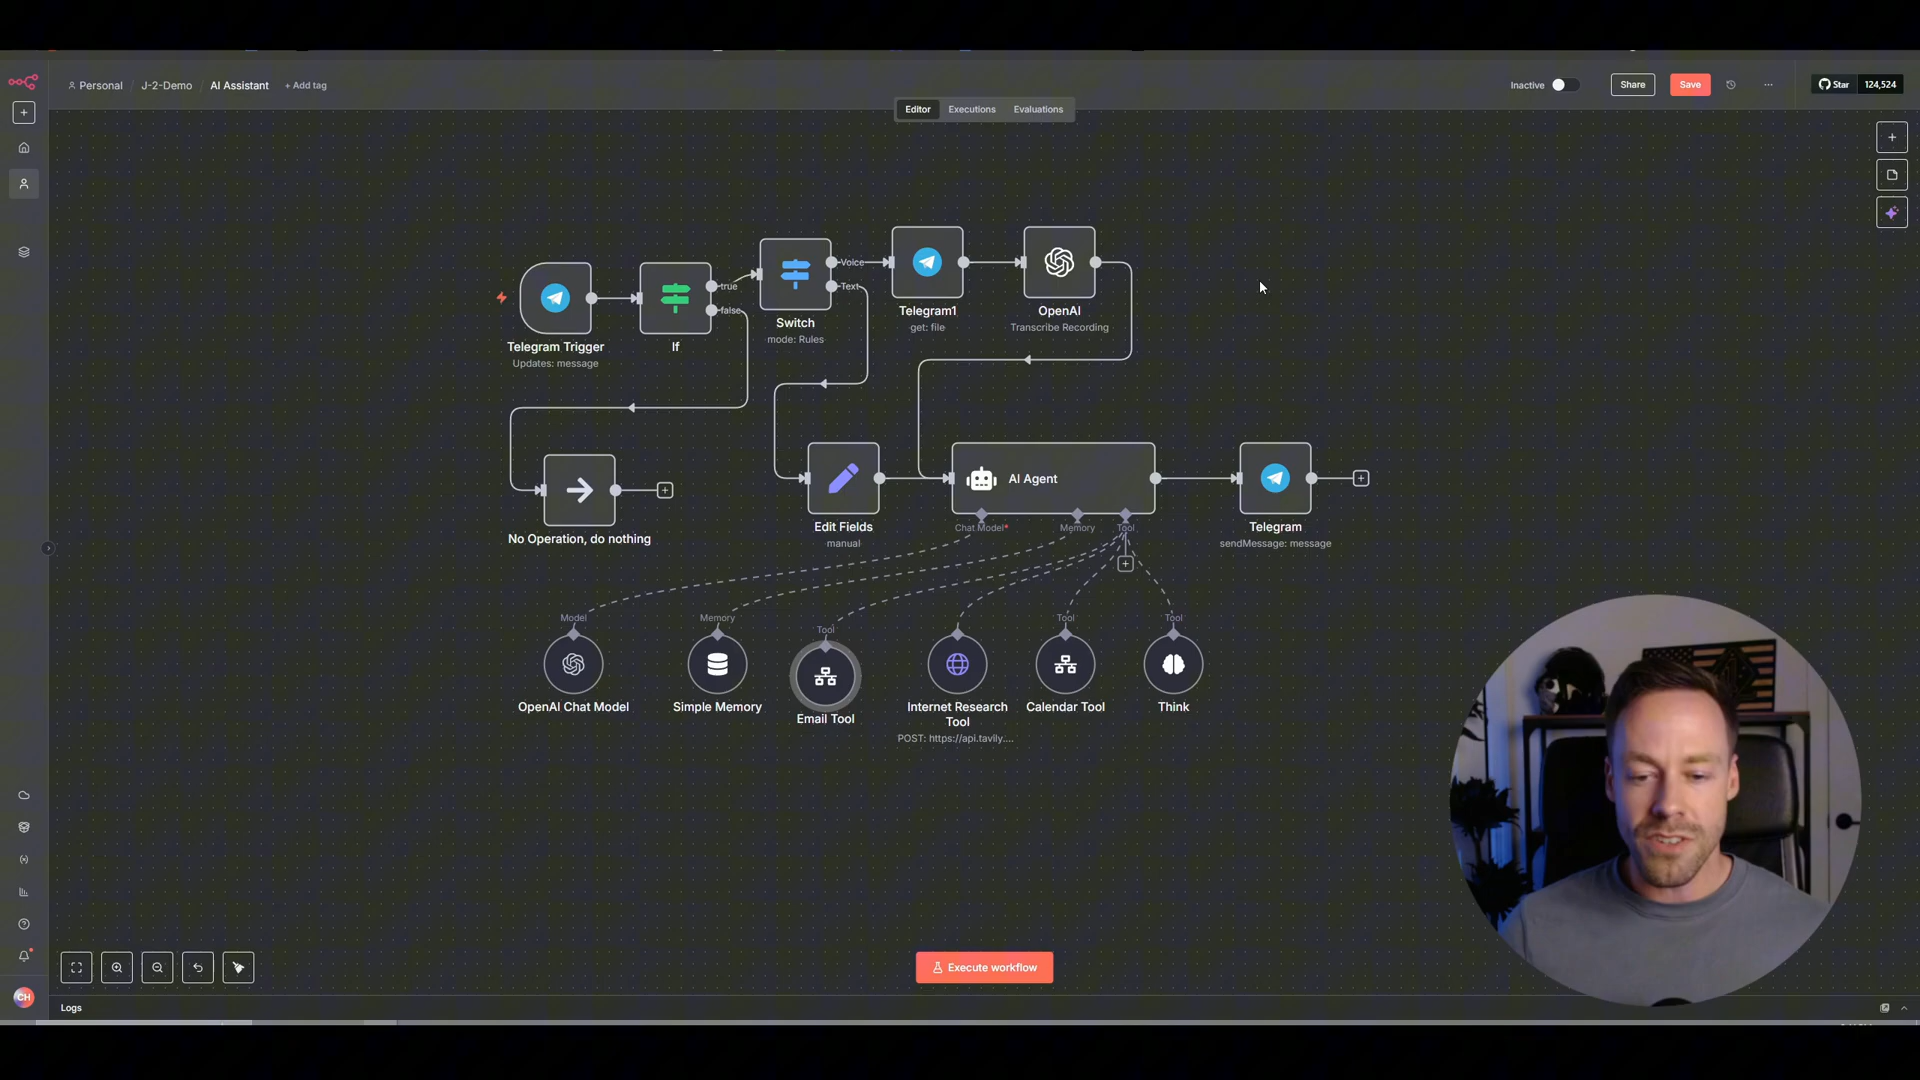 Personal / J-2-Demo / AI Assistant + Add tag
Inactive
Share
Save
...
Star 124,524
Editor Executions Evaluations
true
false
Voice
Text
Telegram Trigger
Updates: message
If
Switch
mode: Rules
Telegram1
get: file
OpenAI
Transcribe Recording
No Operation, do nothing
Edit Fields
manual
AI Agent
Chat Model*
Memory
Tool
Telegram
sendMessage: message
Model
Memory
Tool
Tool
Tool
OpenAI Chat Model
Simple Memory
Email Tool
Internet Research
Tool
POST: https://api.tavily....
Calendar Tool
Think
Execute workflow
CH
Logs